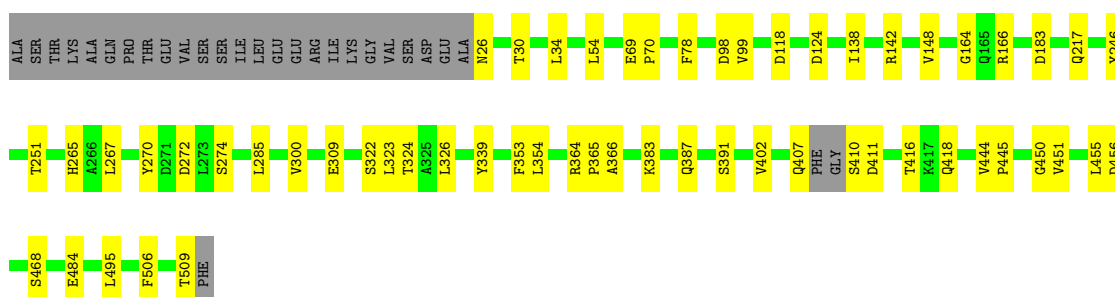 ALA SER THR LYS ALA GLN PRO THR GLU VAL SER SER ILE LEU GLU GLU ARG ILE LYS GLY VAL SER ASP GLU ALA N26 T30 L34 L54 E69 P70 F78 D98 V99 D118 D124 I138 R142 V148 G164 Q165 R166 D183 Q217
T251 H265 A266 L267 Y270 D271 D272 L273 S274 L285 V300 E309 S322 L323 T324 A325 L326 Y339 F353 L354 R364 P365 A366 K383 Q387 S391 V402 Q407 PHE GLY S410 D411 T416 K417 Q418 V444 P445 G450 V451 L455
S468 E484 L495 F506 T509 PHE